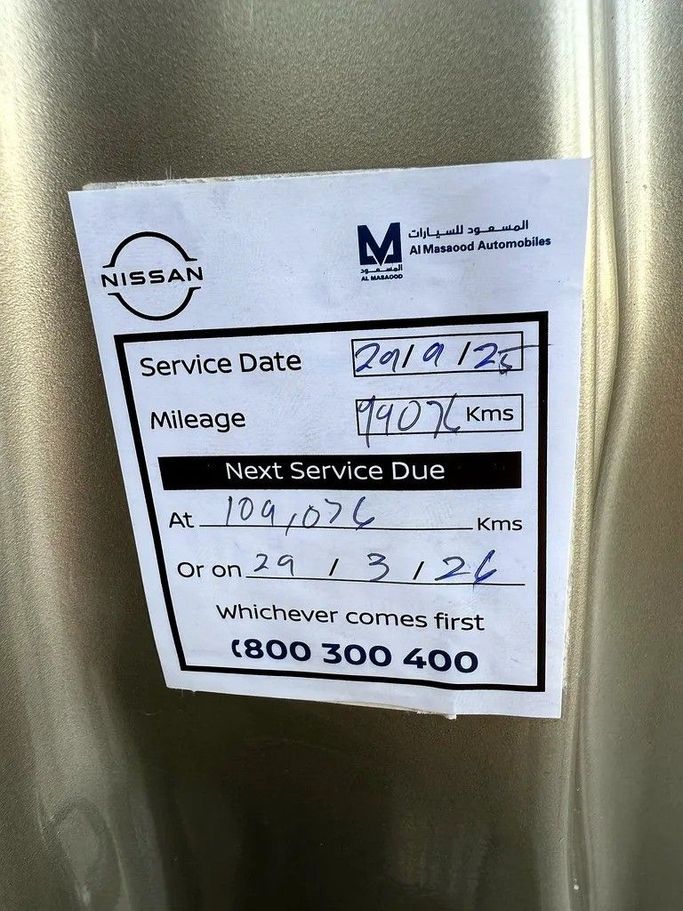 NISSAN
المسعود للسيارات
Al Masaood Automobiles
المسعود
AL MASAOOD
Service Date 29/9/25
Mileage 99076 Kms
Next Service Due
At 109,076 Kms
Or on 29/3/26
Whichever comes first
800 300 400